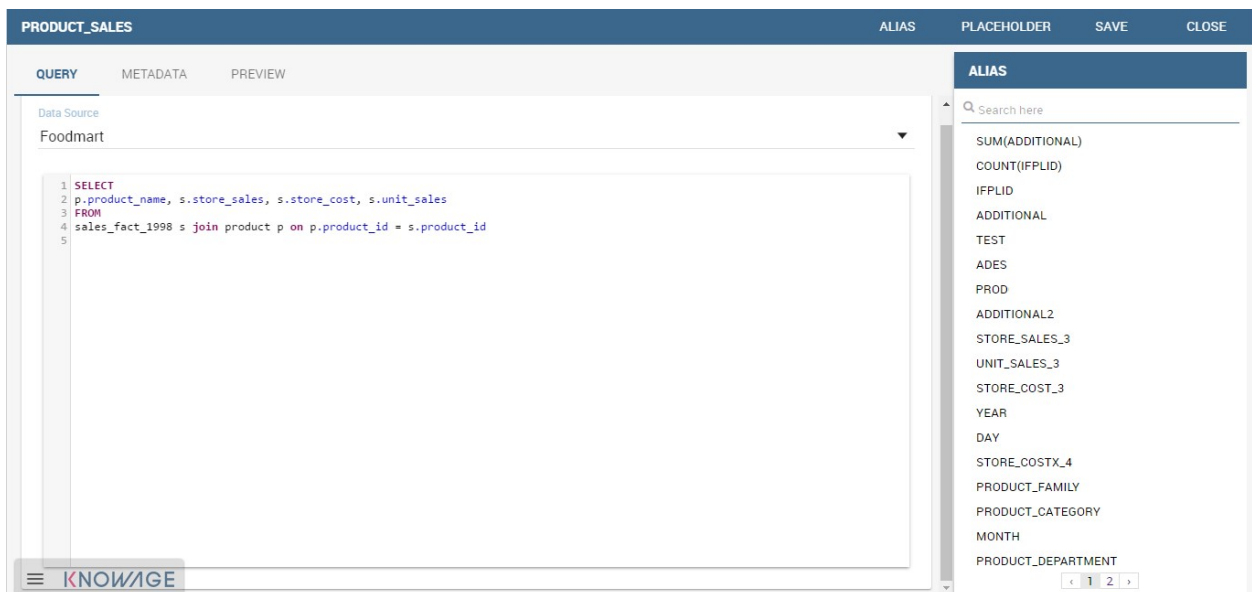 PRODUCT_SALES ALIAS PLACEHOLDER SAVE CLOSE
QUERY METADATA PREVIEW
Data Source
Foodmart
1 SELECT
2 p.product_name, s.store_sales, s.store_cost, s.unit_sales
3 FROM
4 sales_fact_1998 s join product p on p.product_id = s.product_id
5
KNOWAGE
ALIAS
Search here
SUM(ADDITIONAL)
COUNT(IFPLID)
IFPLID
ADDITIONAL
TEST
ADES
PROD
ADDITIONAL2
STORE_SALES_3
UNIT_SALES_3
STORE_COST_3
YEAR
DAY
STORE_COSTX_4
PRODUCT_FAMILY
PRODUCT_CATEGORY
MONTH
PRODUCT_DEPARTMENT
‹ 1 2 ›